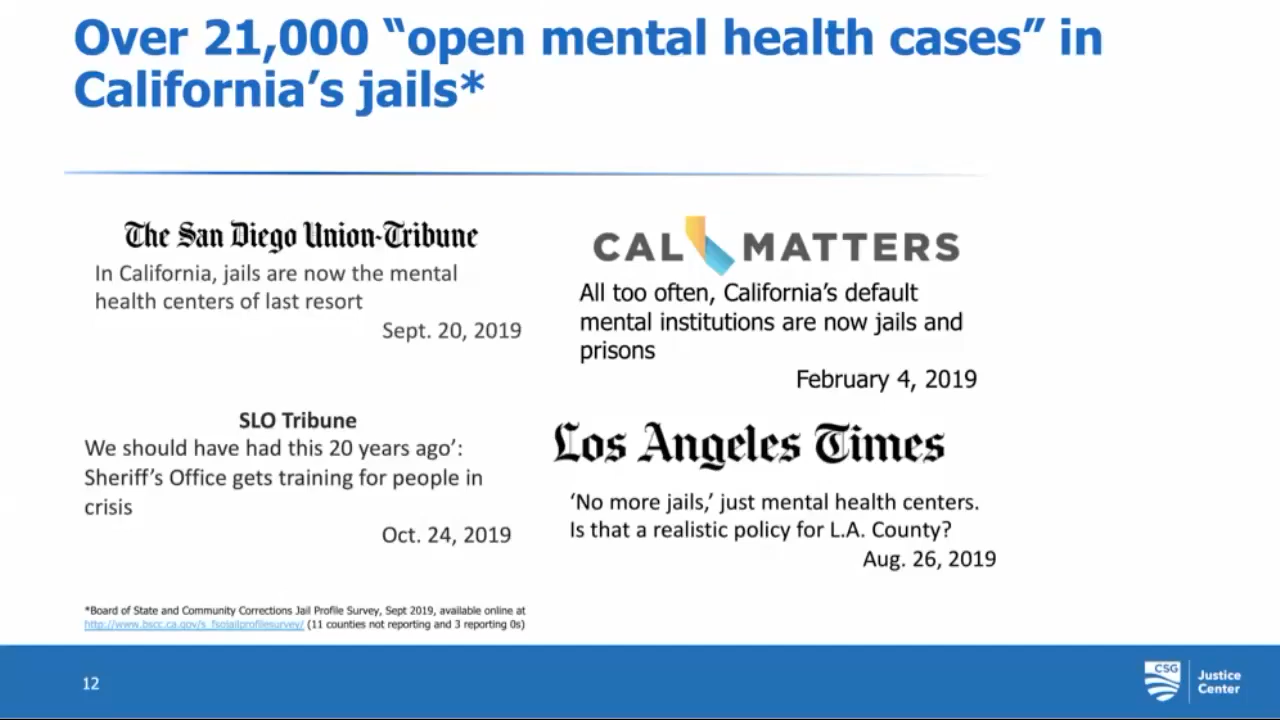 Over 21,000 “open mental health cases” in
California’s jails*
The San Diego Union-Tribune
In California, jails are now the mental
health centers of last resort
Sept. 20, 2019
CAL MATTERS
All too often, California’s default
mental institutions are now jails and
prisons
February 4, 2019
SLO Tribune
We should have had this 20 years ago’:
Sheriff’s Office gets training for people in
crisis
Oct. 24, 2019
Los Angeles Times
‘No more jails,’ just mental health centers.
Is that a realistic policy for L.A. County?
Aug. 26, 2019
*Board of State and Community Corrections Jail Profile Survey, Sept 2019, available online at
http://www.bscc.ca.gov/s_fsojailprofilesurvey/ (11 counties not reporting and 3 reporting 0s)
12
CSG
Justice
Center